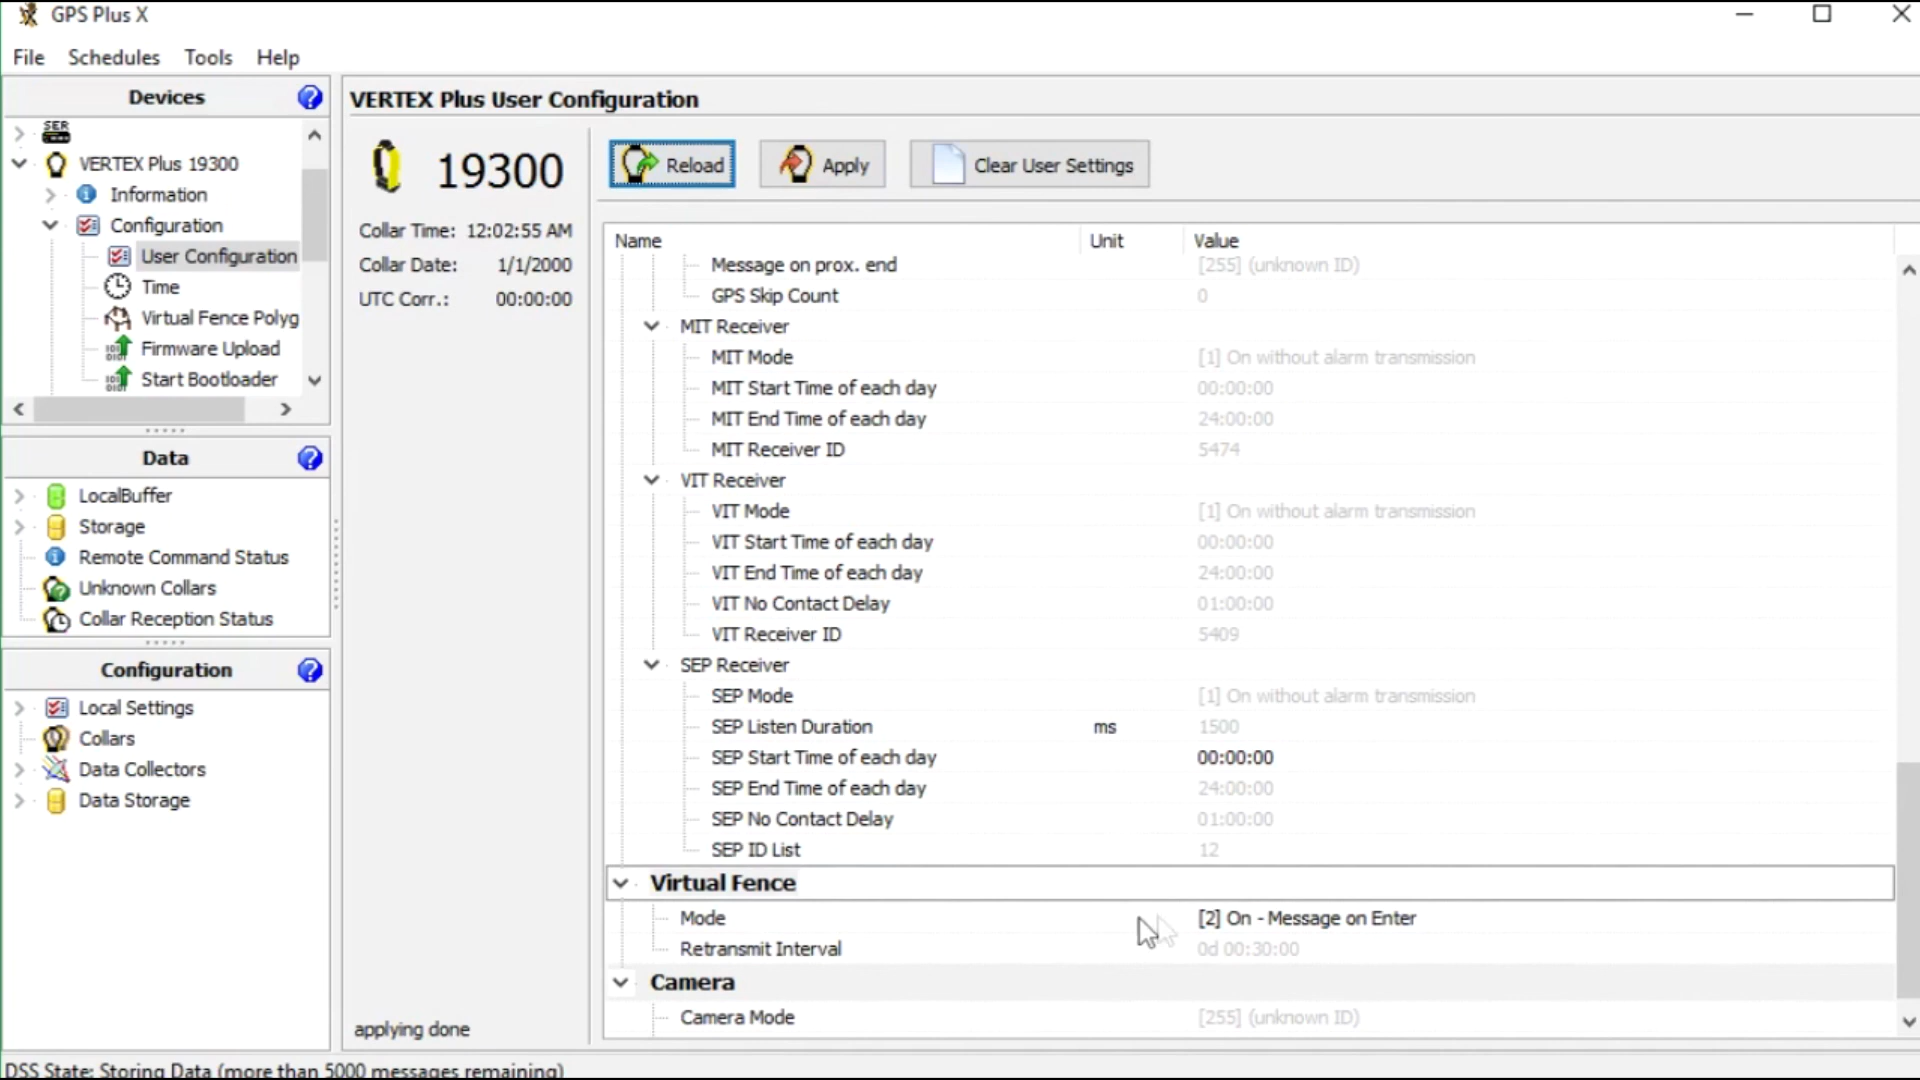 GPS Plus X
File Schedules Tools Help
Devices
SER
VERTEX Plus 19300
Information
Configuration
User Configuration
Time
Virtual Fence Polyg
Firmware Upload
Start Bootloader
Data
LocalBuffer
Storage
Remote Command Status
Unknown Collars
Collar Reception Status
Configuration
Local Settings
Collars
Data Collectors
Data Storage
VERTEX Plus User Configuration
19300
Collar Time: 12:02:55 AM
Collar Date: 1/1/2000
UTC Corr.: 00:00:00
applying done
Reload Apply Clear User Settings
Name Unit Value
Message on prox. end [255] (unknown ID)
GPS Skip Count 0
MIT Receiver
MIT Mode [1] On without alarm transmission
MIT Start Time of each day 00:00:00
MIT End Time of each day 24:00:00
MIT Receiver ID 5474
VIT Receiver
VIT Mode [1] On without alarm transmission
VIT Start Time of each day 00:00:00
VIT End Time of each day 24:00:00
VIT No Contact Delay 01:00:00
VIT Receiver ID 5409
SEP Receiver
SEP Mode [1] On without alarm transmission
SEP Listen Duration ms 1500
SEP Start Time of each day 00:00:00
SEP End Time of each day 24:00:00
SEP No Contact Delay 01:00:00
SEP ID List 12
Virtual Fence
Mode [2] On - Message on Enter
Retransmit Interval 0d 00:30:00
Camera
Camera Mode [255] (unknown ID)
DSS State: Storing Data (more than 5000 messages remaining)